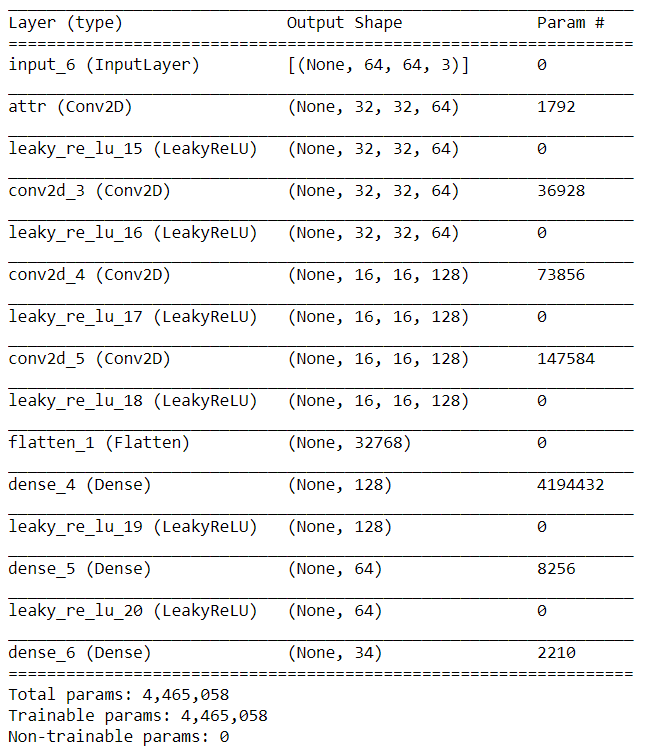 Layer (type) Output Shape Param #
input_6 (InputLayer) [(None, 64, 64, 3)] 0
attr (Conv2D) (None, 32, 32, 64) 1792
leaky_re_lu_15 (LeakyReLU) (None, 32, 32, 64) 0
conv2d_3 (Conv2D) (None, 32, 32, 64) 36928
leaky_re_lu_16 (LeakyReLU) (None, 32, 32, 64) 0
conv2d_4 (Conv2D) (None, 16, 16, 128) 73856
leaky_re_lu_17 (LeakyReLU) (None, 16, 16, 128) 0
conv2d_5 (Conv2D) (None, 16, 16, 128) 147584
leaky_re_lu_18 (LeakyReLU) (None, 16, 16, 128) 0
flatten_1 (Flatten) (None, 32768) 0
dense_4 (Dense) (None, 128) 4194432
leaky_re_lu_19 (LeakyReLU) (None, 128) 0
dense_5 (Dense) (None, 64) 8256
leaky_re_lu_20 (LeakyReLU) (None, 64) 0
dense_6 (Dense) (None, 34) 2210
Total params: 4,465,058
Trainable params: 4,465,058
Non-trainable params: 0